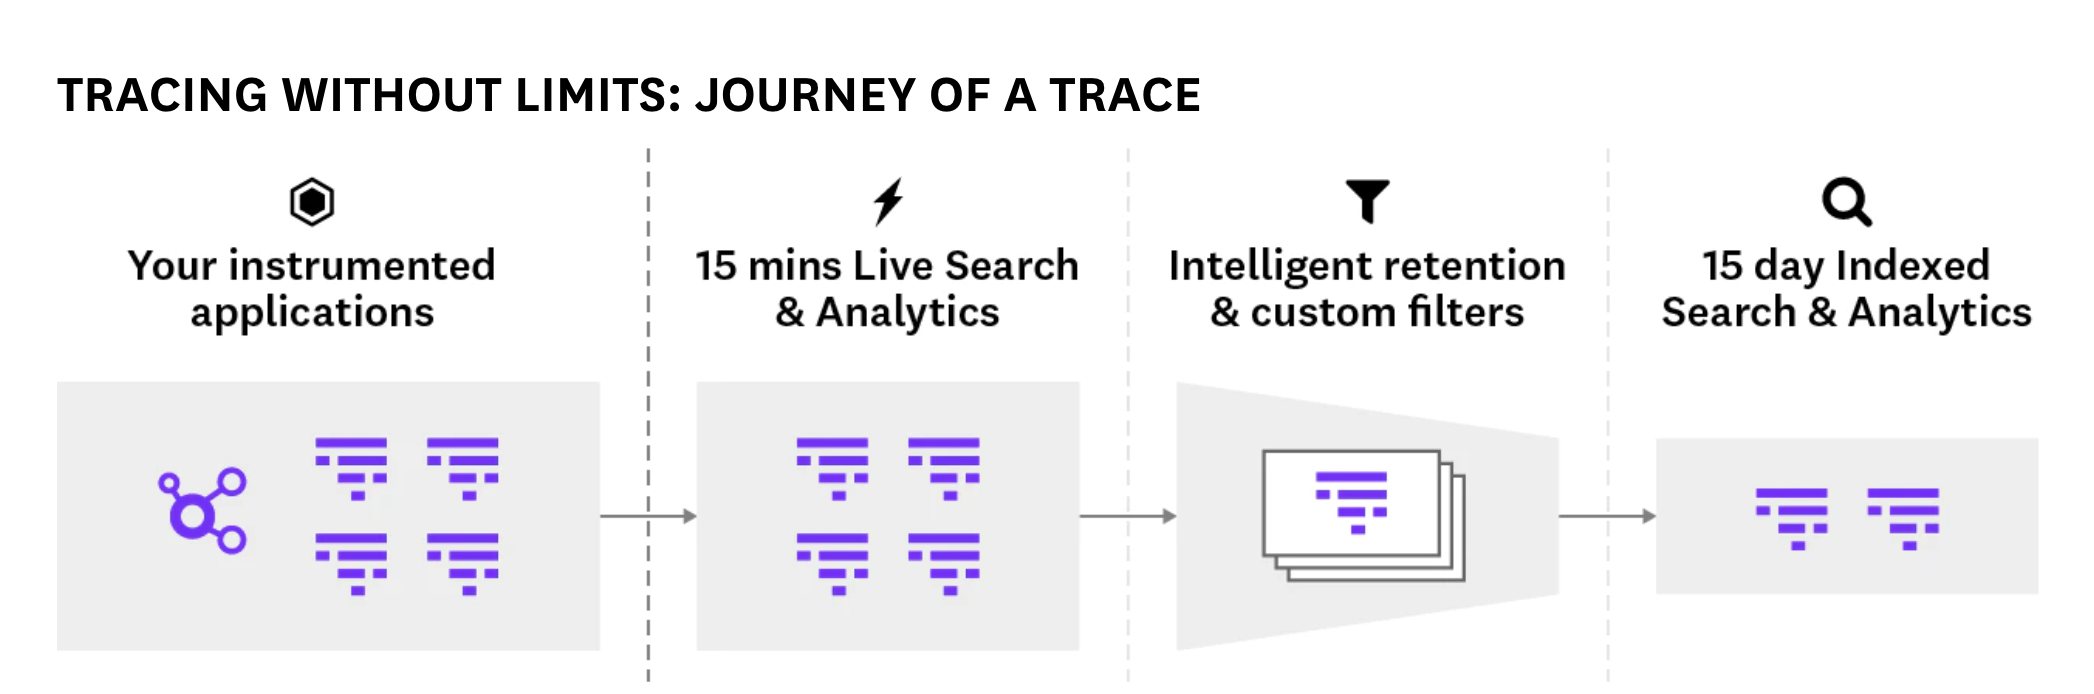 TRACING WITHOUT LIMITS: JOURNEY OF A TRACE
Your instrumented
applications
15 mins Live Search
& Analytics
Intelligent retention
& custom filters
15 day Indexed
Search & Analytics